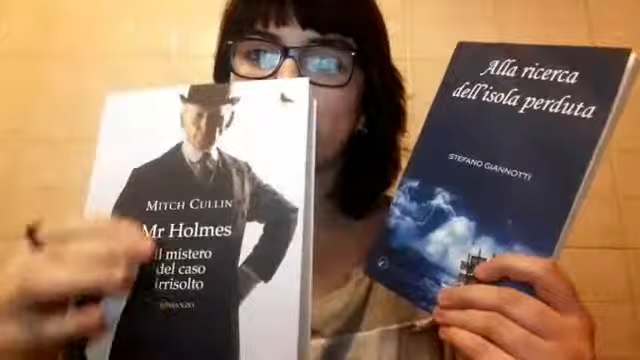 MITCH CULLIN
Mr Holmes
Il mistero
del caso
irrisolto
ROMANZO
Alla ricerca
dell'isola perduta
STEFANO GIANNOTTI